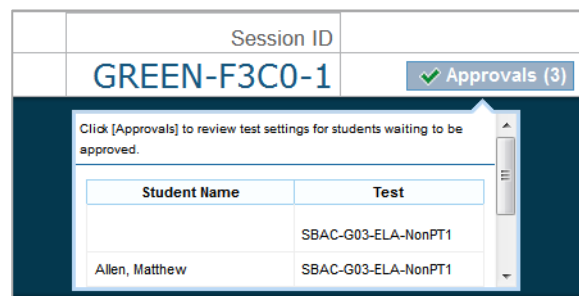 Session ID
GREEN-F3C0-1
Approvals (3)
Click [Approvals] to review test settings for students waiting to be
approved.
Student Name Test
SBAC-G03-ELA-NonPT1
Allen, Matthew SBAC-G03-ELA-NonPT1